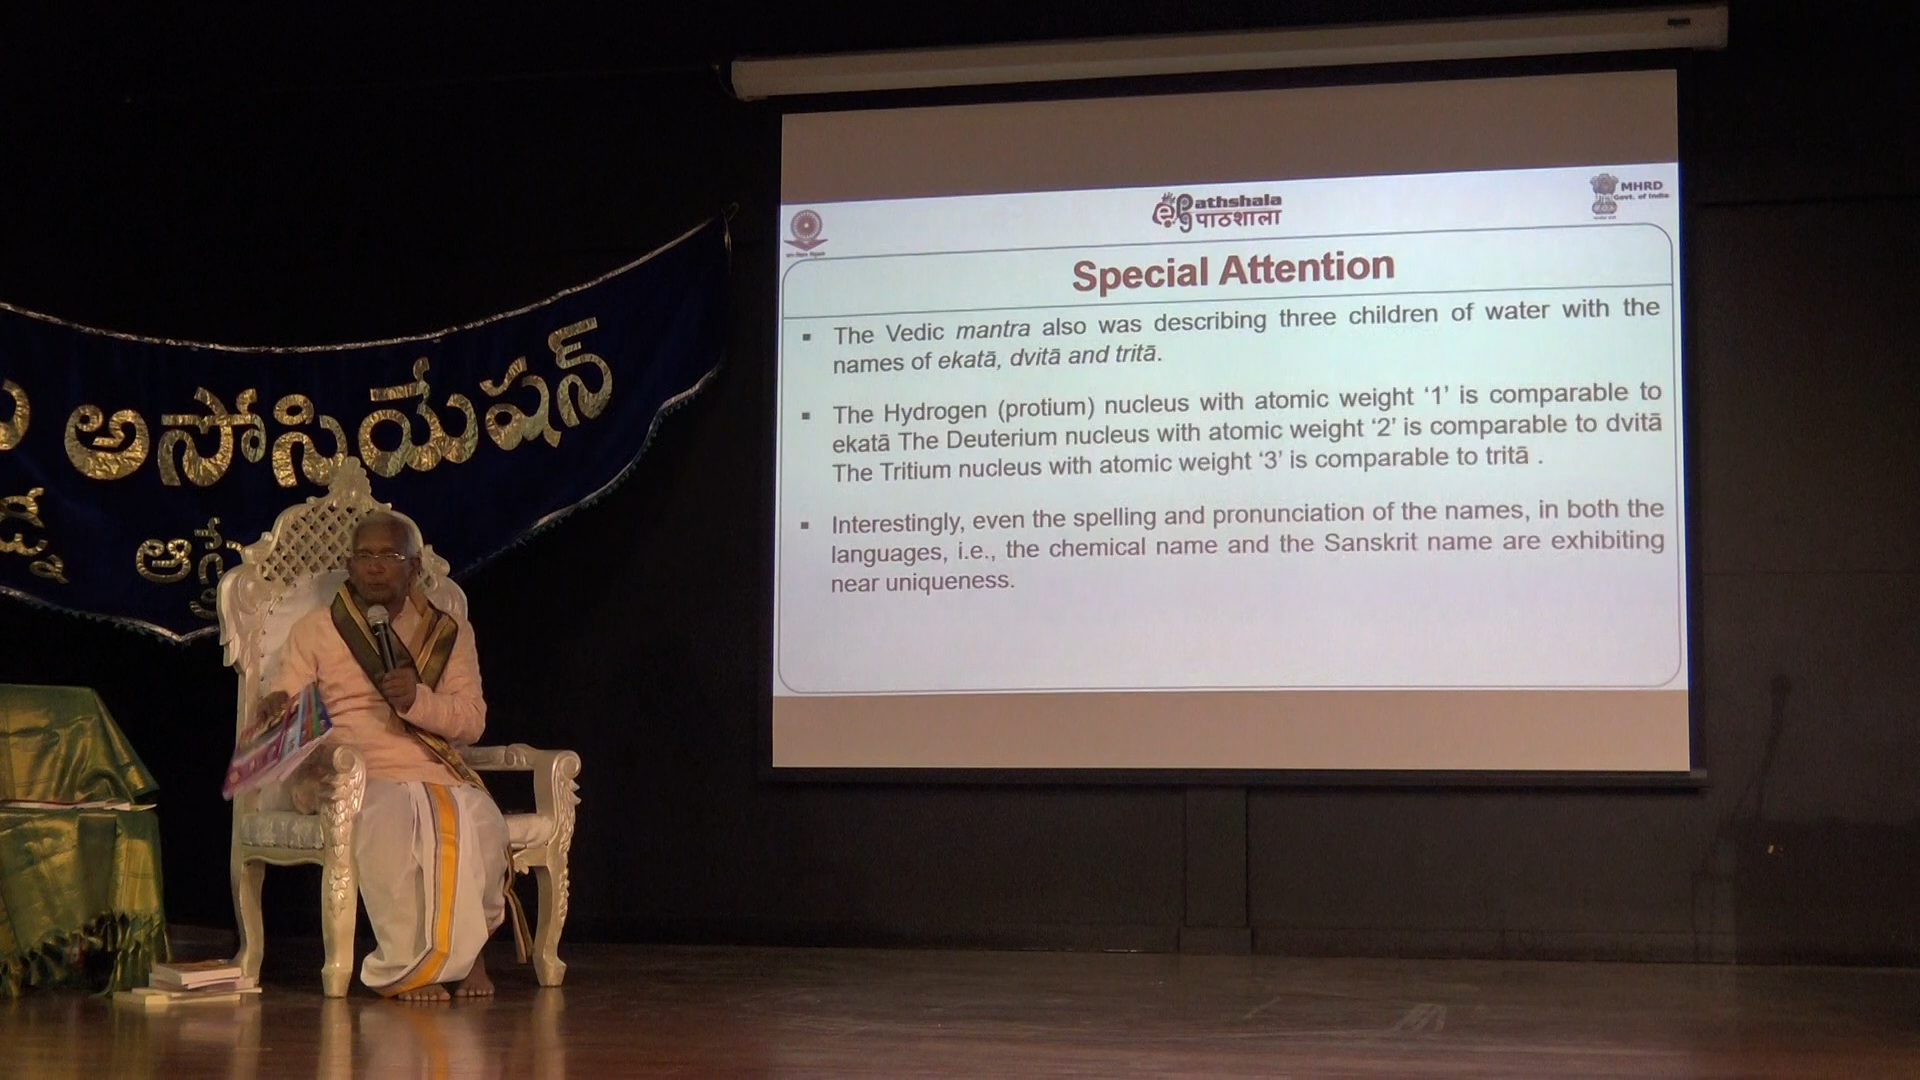 అసోసియేషన్
ePathshala
पाठशाला
MHRD
Govt. of India
Special Attention
▪ The Vedic mantra also was describing three children of water with the
names of ekatā, dvitā and tritā.
▪ The Hydrogen (protium) nucleus with atomic weight ‘1’ is comparable to
ekatā The Deuterium nucleus with atomic weight ‘2’ is comparable to dvitā
The Tritium nucleus with atomic weight ‘3’ is comparable to tritā .
▪ Interestingly, even the spelling and pronunciation of the names, in both the
languages, i.e., the chemical name and the Sanskrit name are exhibiting
near uniqueness.